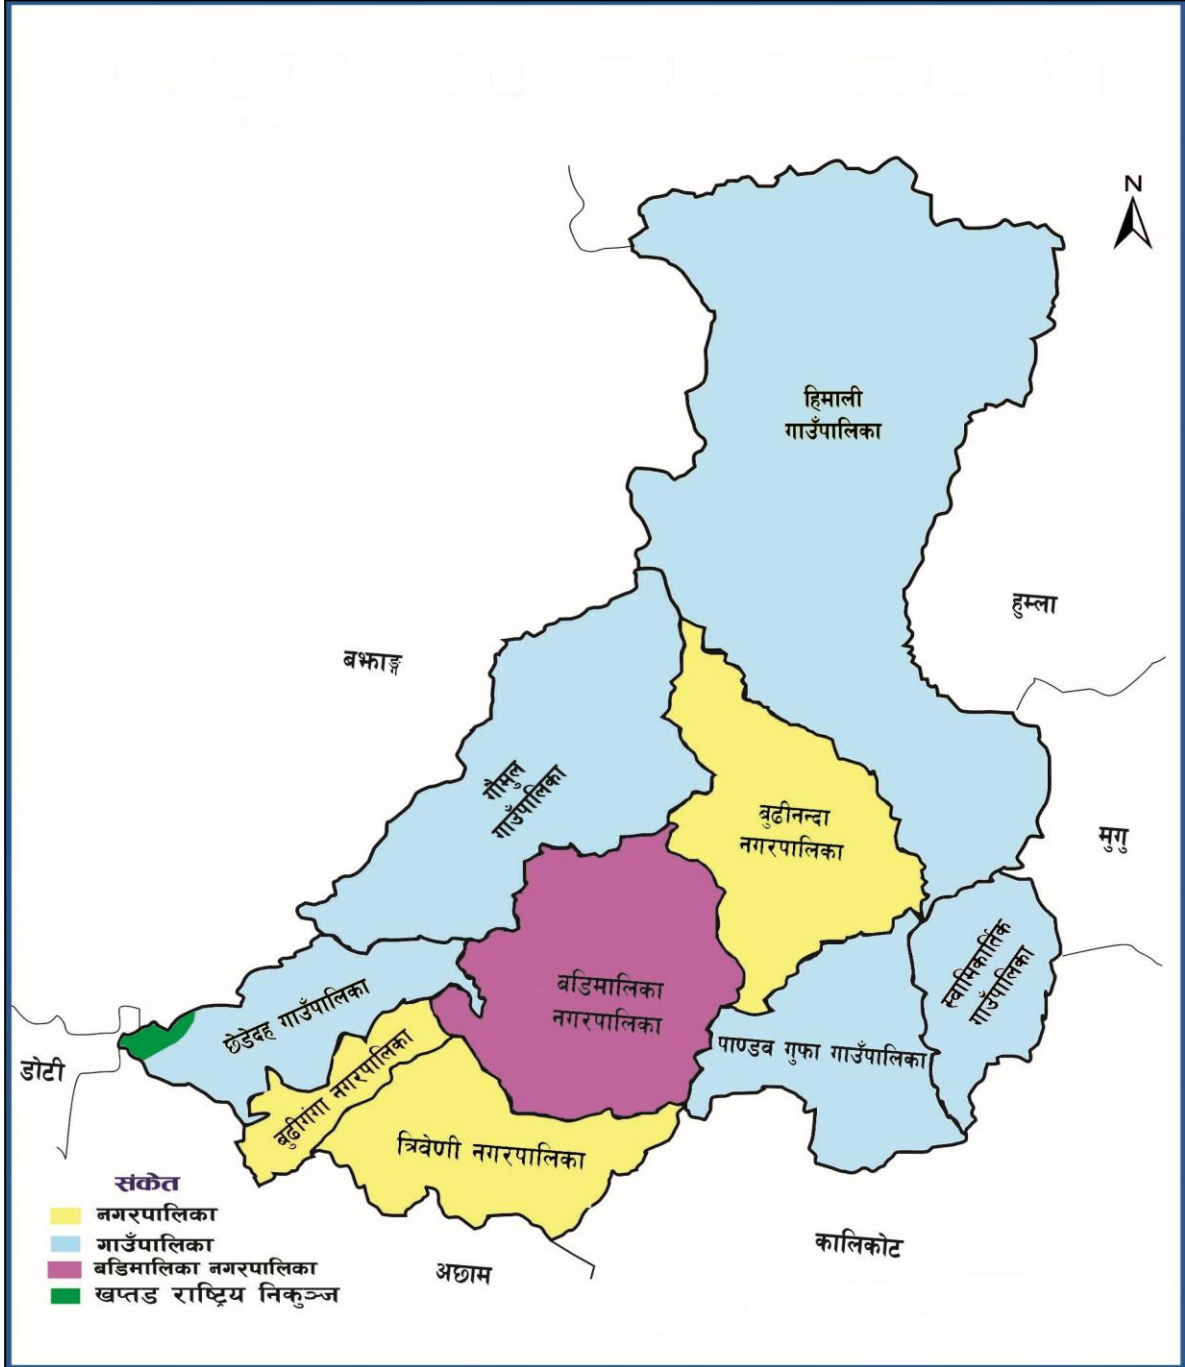 N
हिमाली
गाउँपालिका
हुम्ला
बझाङ्ग
गौमुल
गाउँपालिका
बुढीनन्दा
नगरपालिका
मुगु
स्वामिकार्तिक
गाउँपालिका
बडिमालिका
नगरपालिका
छेडेदह गाउँपालिका
पाण्डव गुफा गाउँपालिका
डोटी
बुढीगंगा नगरपालिका
त्रिवेणी नगरपालिका
संकेत
नगरपालिका
गाउँपालिका
बडिमालिका नगरपालिका
खप्तड राष्ट्रिय निकुञ्ज
कालिकोट
अछाम